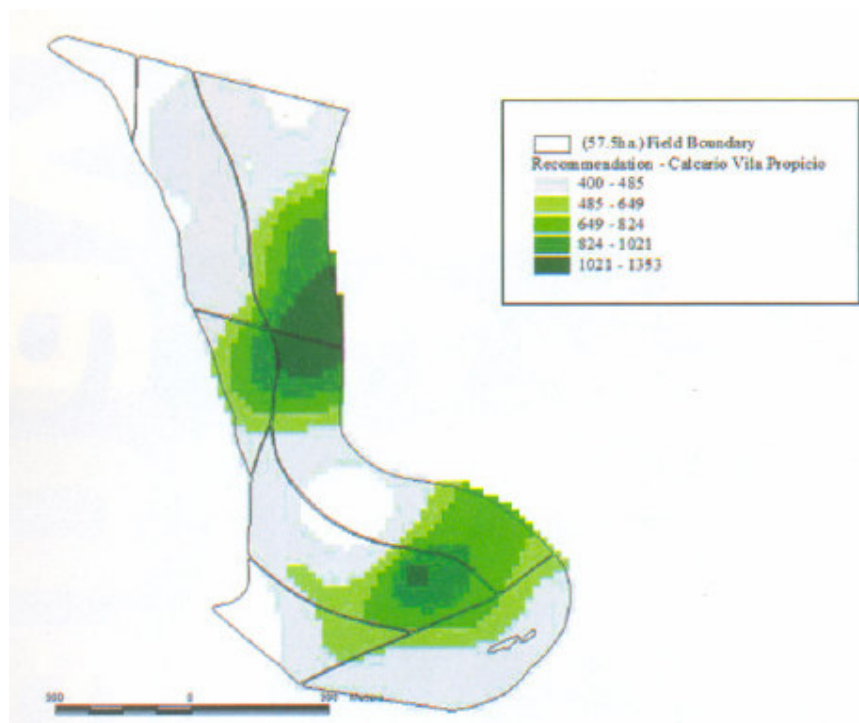 (57.5ha.) Field Boundary
Recommendation - Calcario Vila Propicio
400 - 485
485 - 649
649 - 824
824 - 1021
1021 - 1353
500 0 500 Meters